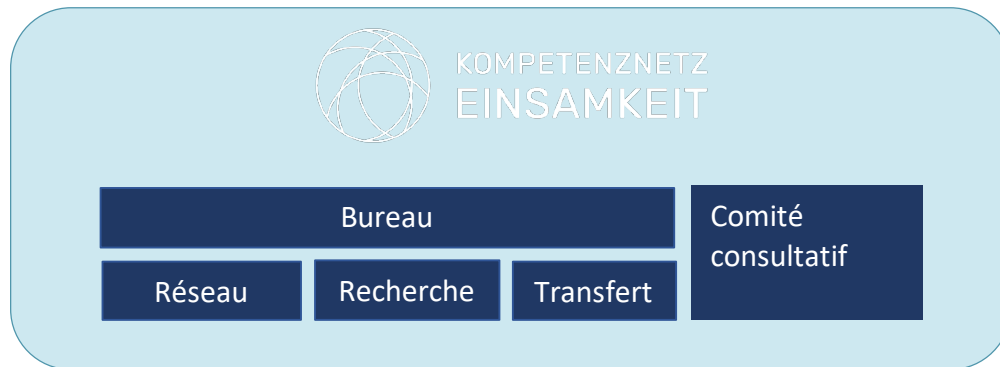 KOMPETENZNETZ
EINSAMKEIT
Bureau
Comité
consultatif
Réseau
Recherche
Transfert